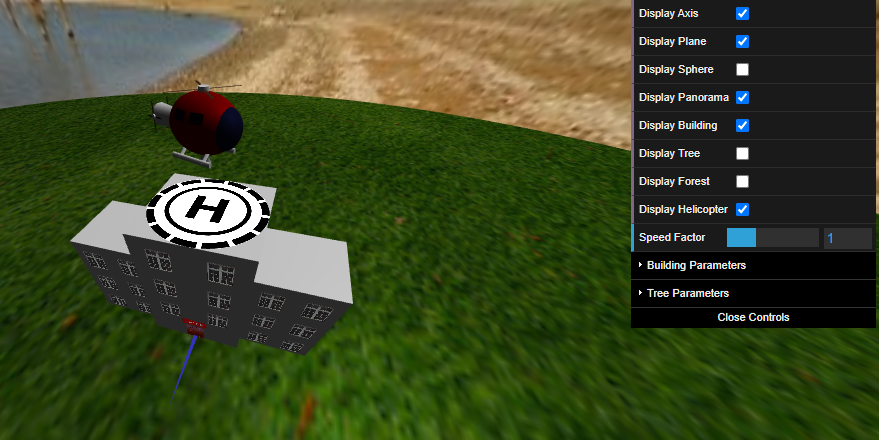 Display Axis
Display Plane
Display Sphere
Display Panorama
Display Building
Display Tree
Display Forest
Display Helicopter
Speed Factor 1
Building Parameters
Tree Parameters
Close Controls
H